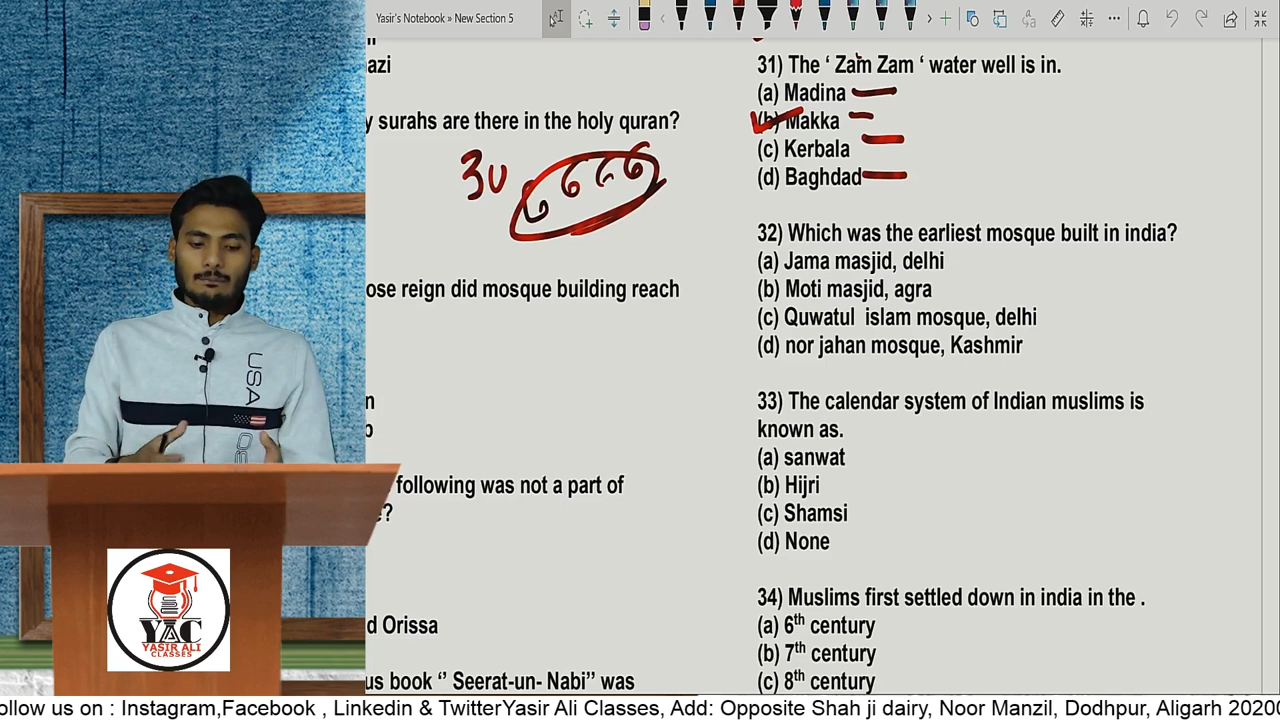 Yasir's Notebook » New Section 5
azi
surahs are there in the holy quran?
30
ose reign did mosque building reach
n
following was not a part of
?
d Orissa
us book ‘’ Seerat-un- Nabi’’ was
31) The ‘ Zam Zam ‘ water well is in.
(a) Madina
(b) Makka
(c) Kerbala
(d) Baghdad
32) Which was the earliest mosque built in india?
(a) Jama masjid, delhi
(b) Moti masjid, agra
(c) Quwatul islam mosque, delhi
(d) nor jahan mosque, Kashmir
33) The calendar system of Indian muslims is
known as.
(a) sanwat
(b) Hijri
(c) Shamsi
(d) None
34) Muslims first settled down in india in the .
(a) 6th century
(b) 7th century
(c) 8th century
USA
YAC
YASIR ALI
CLASSES
ollow us on : Instagram,Facebook , Linkedin & TwitterYasir Ali Classes, Add: Opposite Shah ji dairy, Noor Manzil, Dodhpur, Aligarh 20200